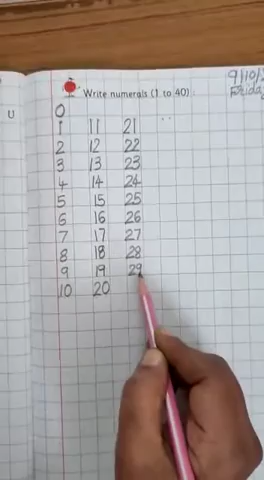 9/10/
Friday
Write numerals (1 to 40)
U
0
1 11 21
2 12 22
3 13 23
4 14 24
5 15 25
6 16 26
7 17 27
8 18 28
9 19 29
10 20